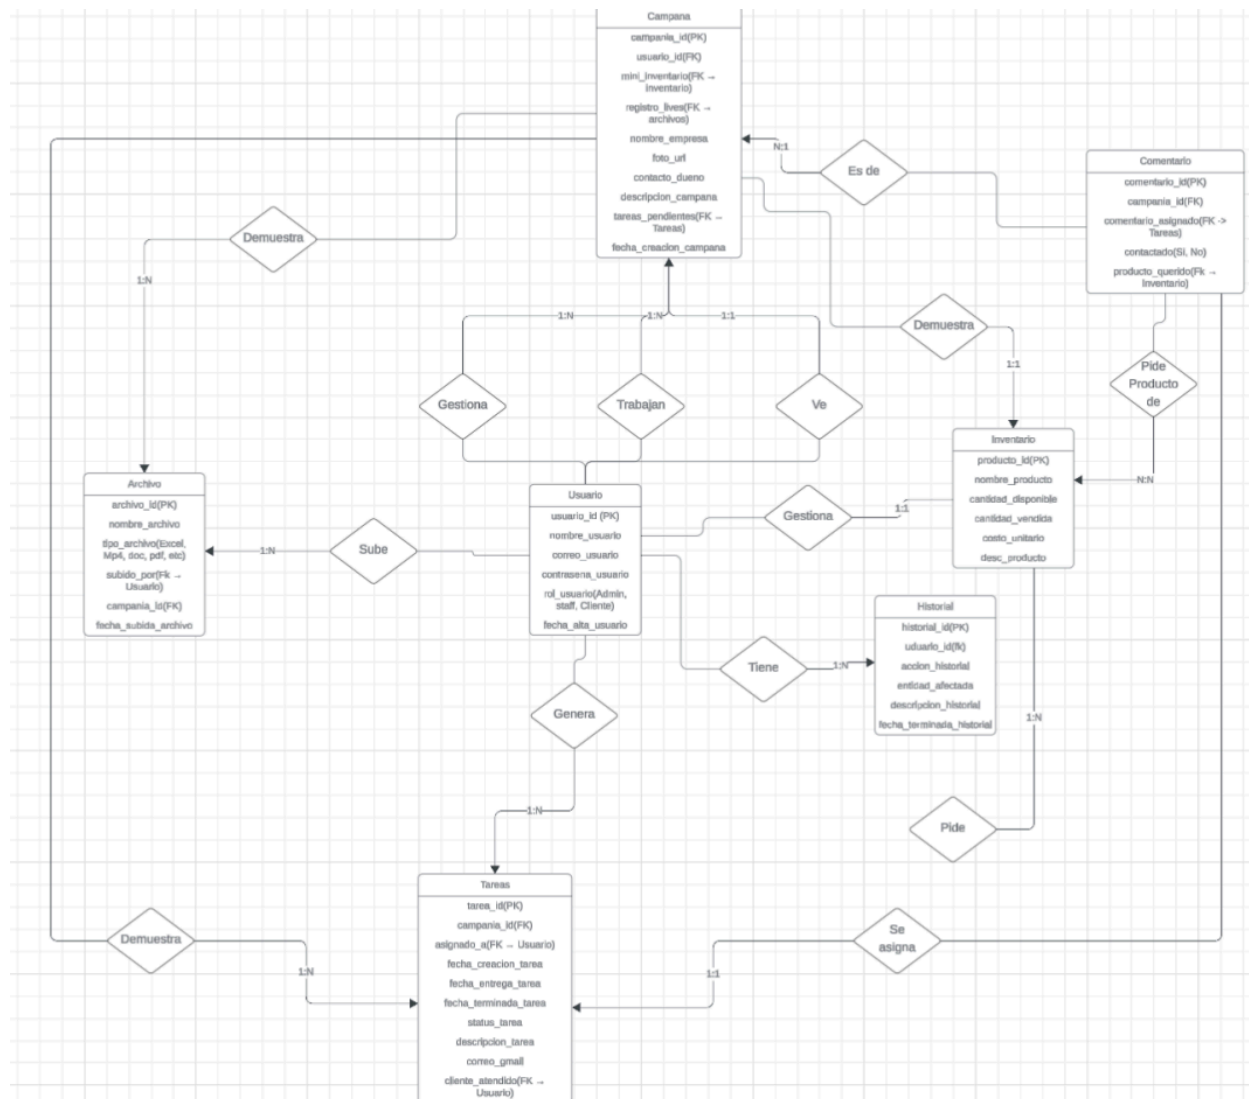 Campana
campania_id(PK)
usuario_id(FK)
mini_inventario(FK →
inventario)
registro_lives(FK →
archivos)
nombre_empresa
foto_url
contacto_dueno
descripcion_campana
tareas_pendientes(FK →
Tareas)
fecha_creacion_campana
N:1
Es de
Comentario
comentario_id(PK)
campania_id(FK)
comentario_asignado(FK ->
Tareas)
contactado(Si, No)
producto_querido(Fk →
Inventario)
Demuestra
1:N
1:N
1:N
1:1
Demuestra
1:1
Pide
Producto
de
N:N
Gestiona
Trabajan
Ve
Inventario
producto_id(PK)
nombre_producto
cantidad_disponible
cantidad_vendida
costo_unitario
desc_producto
Archivo
archivo_id(PK)
nombre_archivo
tipo_archivo(Excel,
Mp4, doc, pdf, etc)
subido_por(Fk →
Usuario)
campania_id(FK)
fecha_subida_archivo
1:N
Sube
Usuario
usuario_id (PK)
nombre_usuario
correo_usuario
contrasena_usuario
rol_usuario(Admin,
staff, Cliente)
fecha_alta_usuario
Gestiona
1:1
Historial
historial_id(PK)
uduario_id(fk)
accion_historial
entidad_afectada
descripcion_historial
fecha_terminada_historial
Tiene
1:N
Genera
1:N
1:N
Pide
Tareas
tarea_id(PK)
campania_id(FK)
asignado_a(FK → Usuario)
fecha_creacion_tarea
fecha_entrega_tarea
fecha_terminada_tarea
status_tarea
descripcion_tarea
correo_gmail
cliente_atendido(FK →
Usuario)
Demuestra
1:N
Se
asigna
1:1